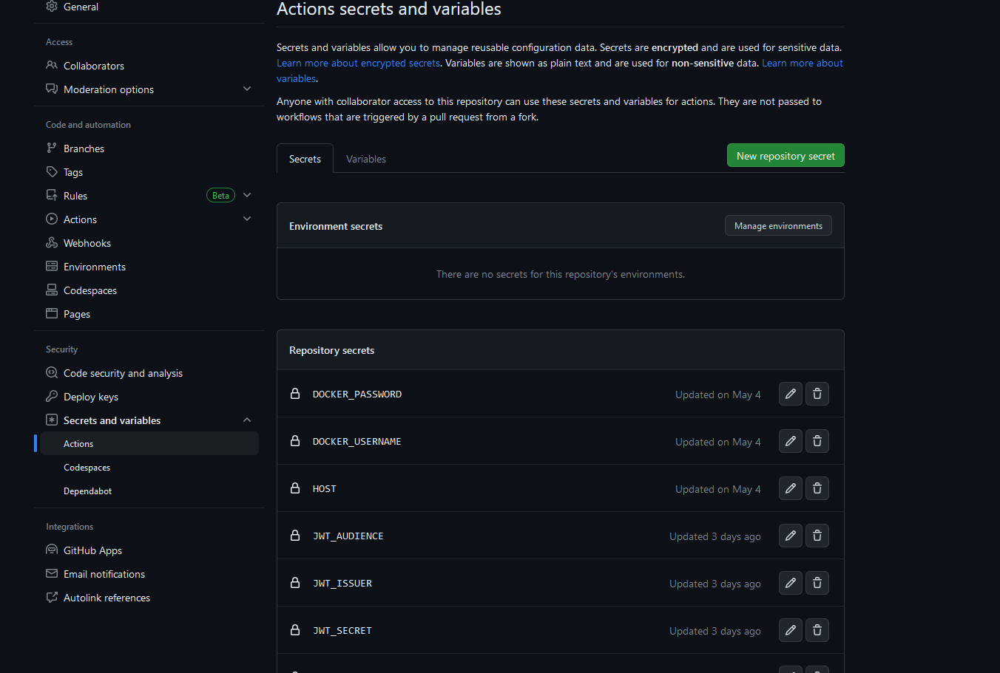 General
Access
Collaborators
Moderation options
Code and automation
Branches
Tags
Rules
Beta
Actions
Webhooks
Environments
Codespaces
Pages
Security
Code security and analysis
Deploy keys
Secrets and variables
Actions
Codespaces
Dependabot
Integrations
GitHub Apps
Email notifications
Autolink references
Actions secrets and variables
Secrets and variables allow you to manage reusable configuration data. Secrets are encrypted and are used for sensitive data.
Learn more about encrypted secrets. Variables are shown as plain text and are used for non-sensitive data. Learn more about
variables.
Anyone with collaborator access to this repository can use these secrets and variables for actions. They are not passed to
workflows that are triggered by a pull request from a fork.
Secrets
Variables
New repository secret
Environment secrets
Manage environments
There are no secrets for this repository's environments.
Repository secrets
DOCKER_PASSWORD
Updated on May 4
DOCKER_USERNAME
Updated on May 4
HOST
Updated on May 4
JWT_AUDIENCE
Updated 3 days ago
JWT_ISSUER
Updated 3 days ago
JWT_SECRET
Updated 3 days ago